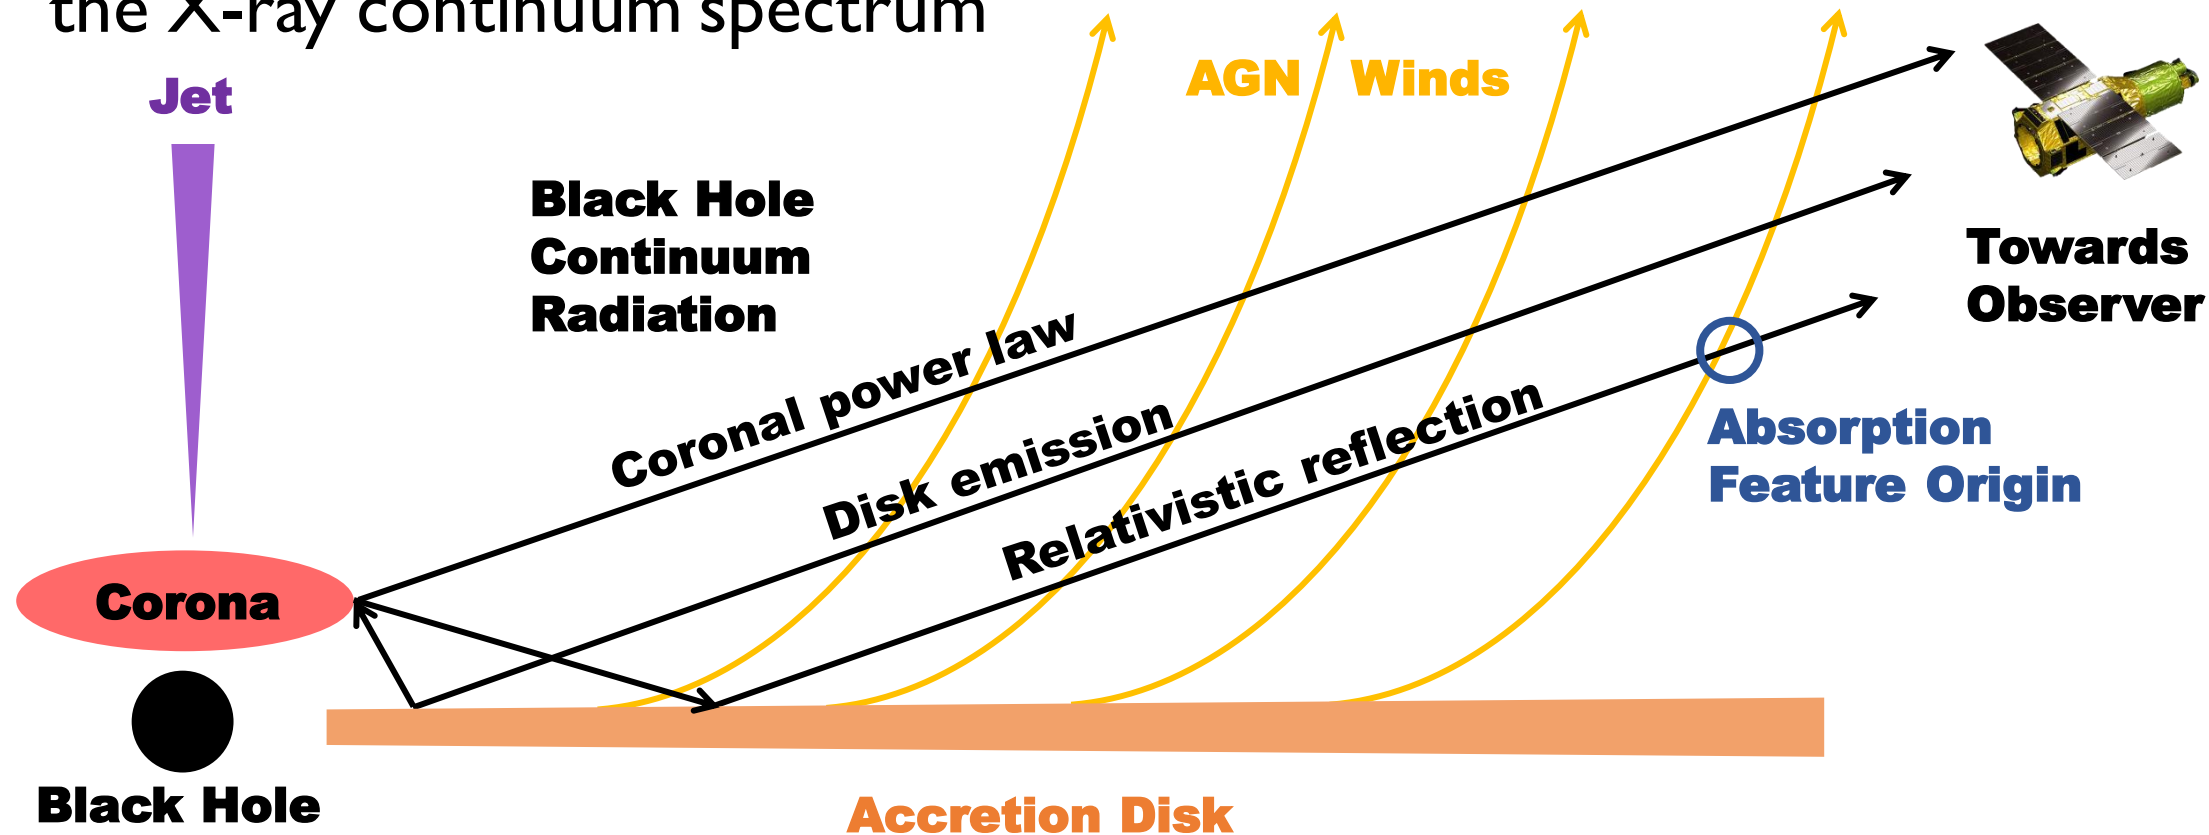 the X-ray continuum spectrum
Jet
AGN Winds
Black Hole
Continuum
Radiation
Towards
Observer
Coronal power law
Disk emission
Relativistic reflection
Absorption
Feature Origin
Corona
Black Hole
Accretion Disk